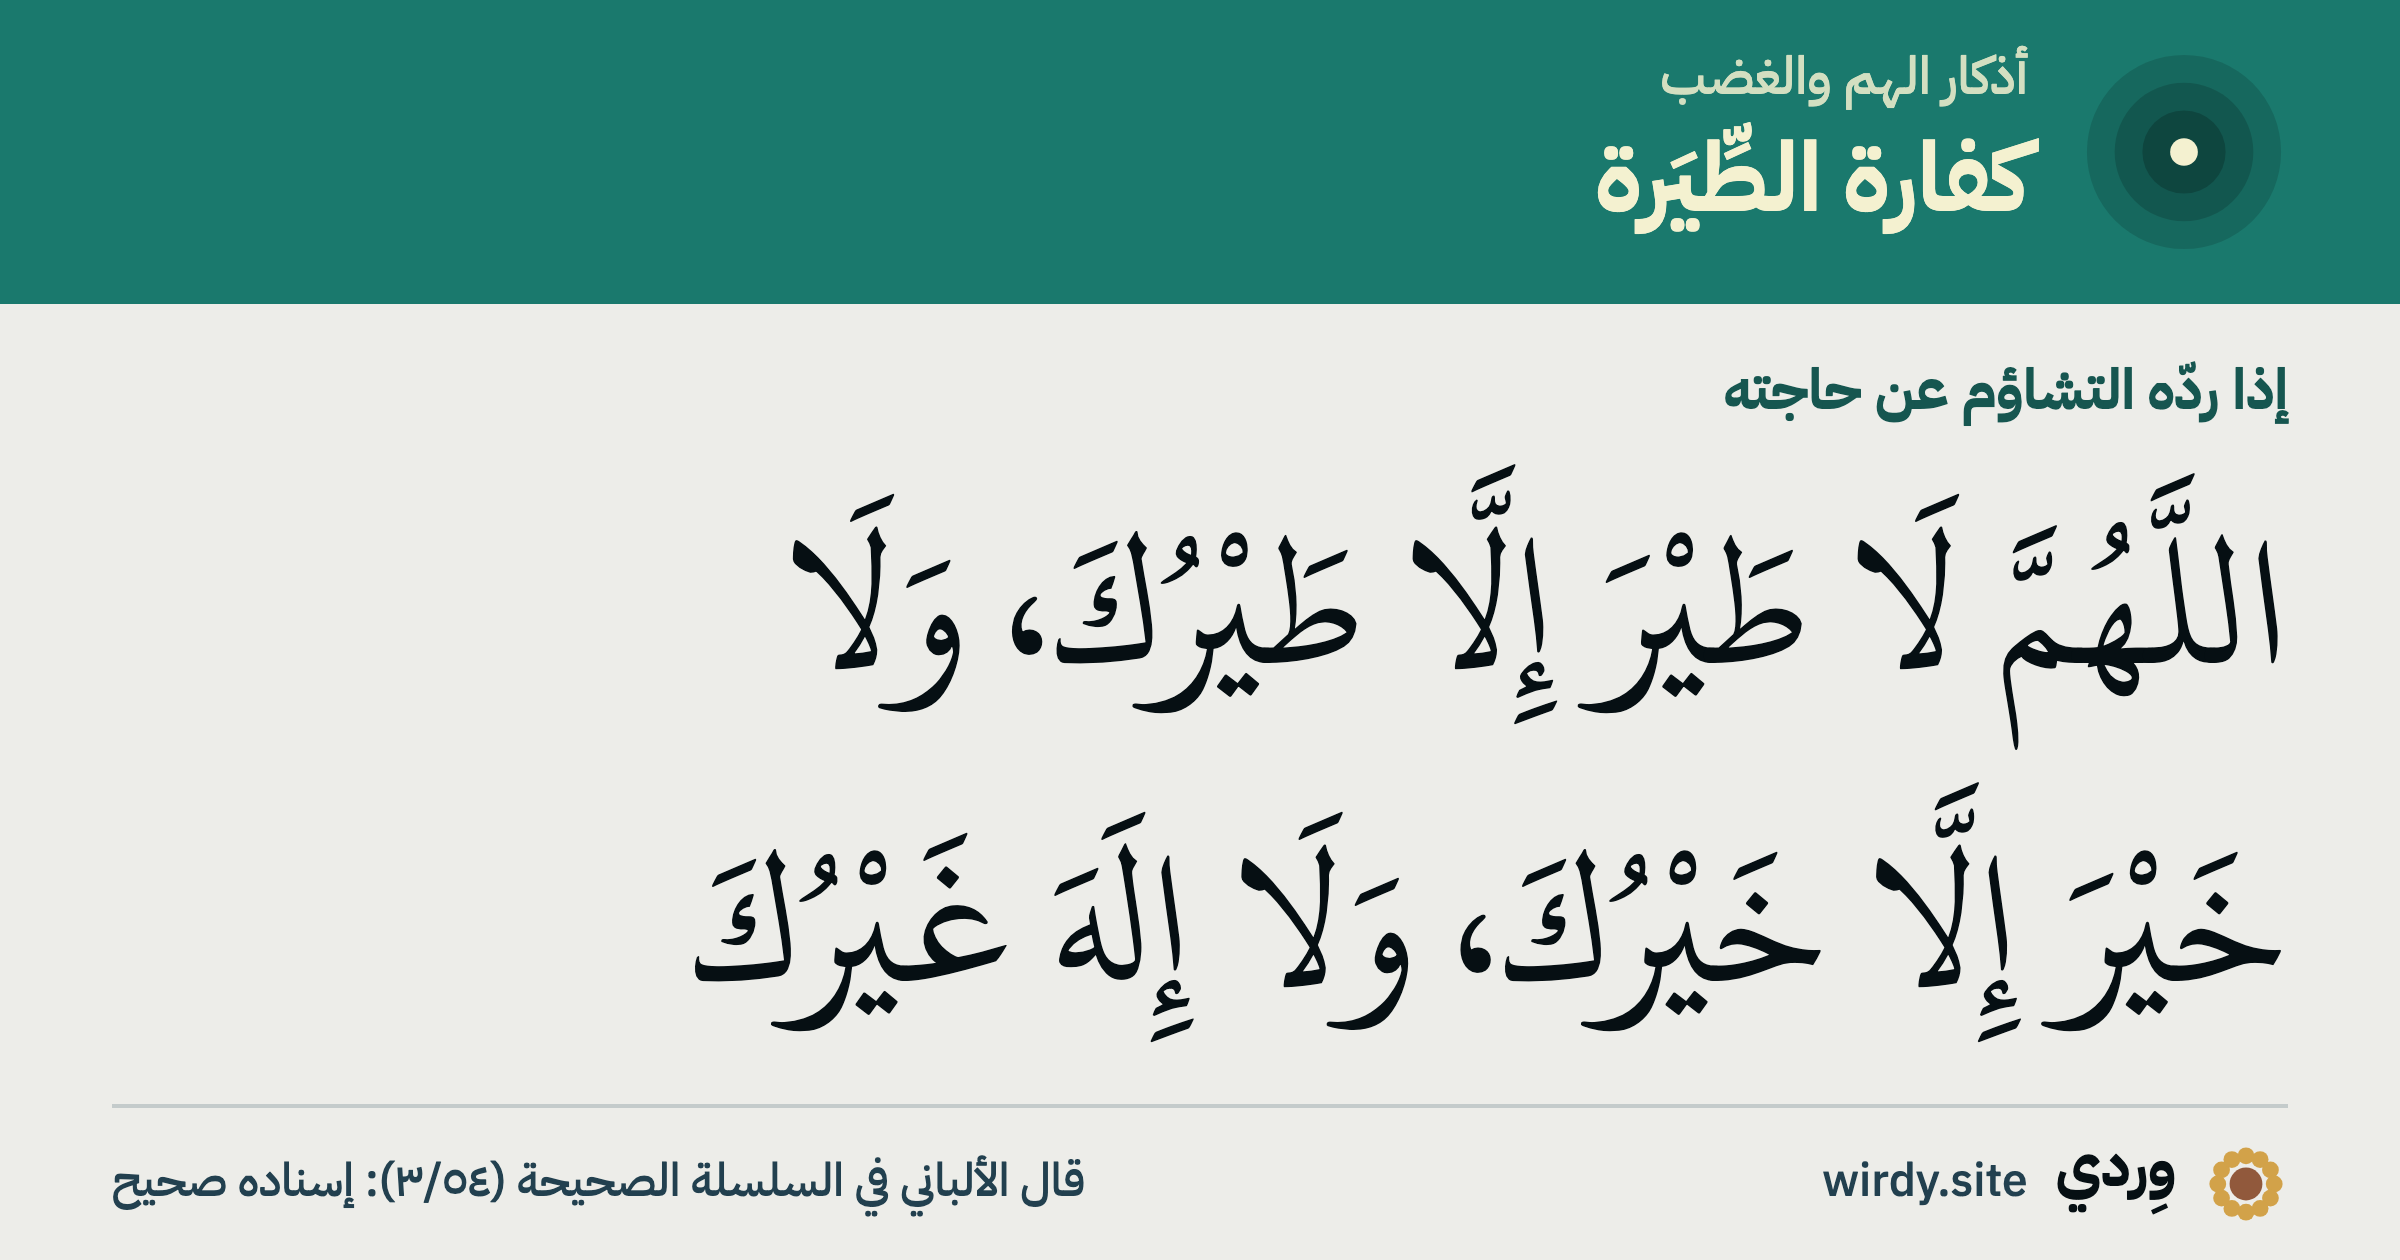 أذكار الهم والغضب
كفارة الطِّيَرة
إذا ردّه التشاؤم عن حاجته
اللَّهُمَّ لَا طَيْرَ إِلَّا طَيْرُكَ، وَلَا
خَيْرَ إِلَّا خَيْرُكَ، وَلَا إِلَهَ غَيْرُكَ
وِردي wirdy.site
قال الألباني في السلسلة الصحيحة (٣/٥٤): إسناده صحيح